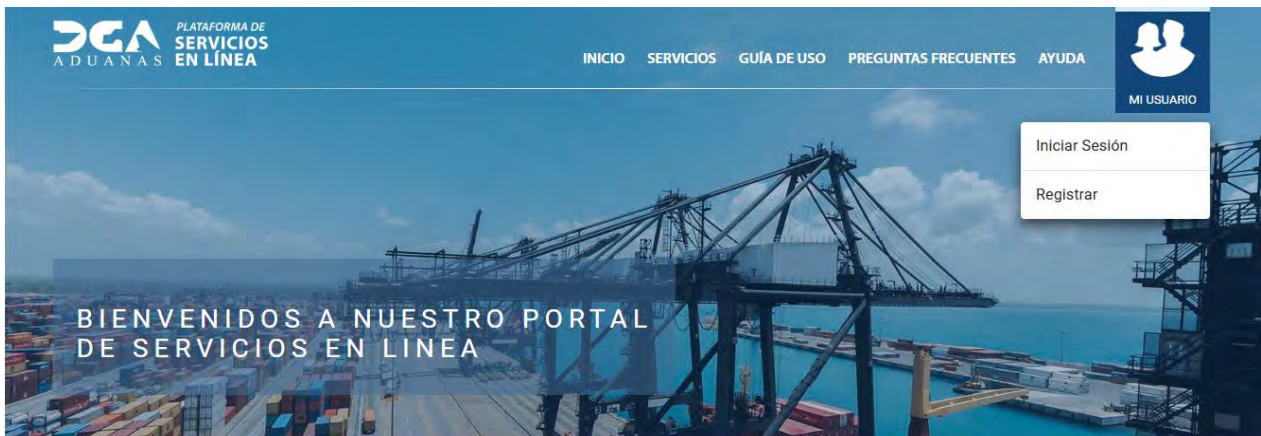 DGA
ADUANAS
PLATAFORMA DE
SERVICIOS
EN LÍNEA
INICIO SERVICIOS GUÍA DE USO PREGUNTAS FRECUENTES AYUDA
MI USUARIO
Iniciar Sesión
Registrar
BIENVENIDOS A NUESTRO PORTAL
DE SERVICIOS EN LINEA